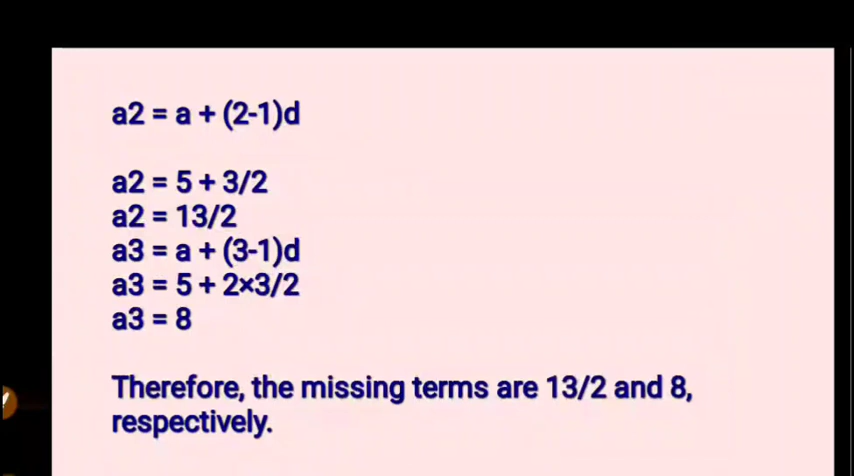 a2 = a + (2-1)d
a2 = 5 + 3/2
a2 = 13/2
a3 = a + (3-1)d
a3 = 5 + 2×3/2
a3 = 8
Therefore, the missing terms are 13/2 and 8,
respectively.